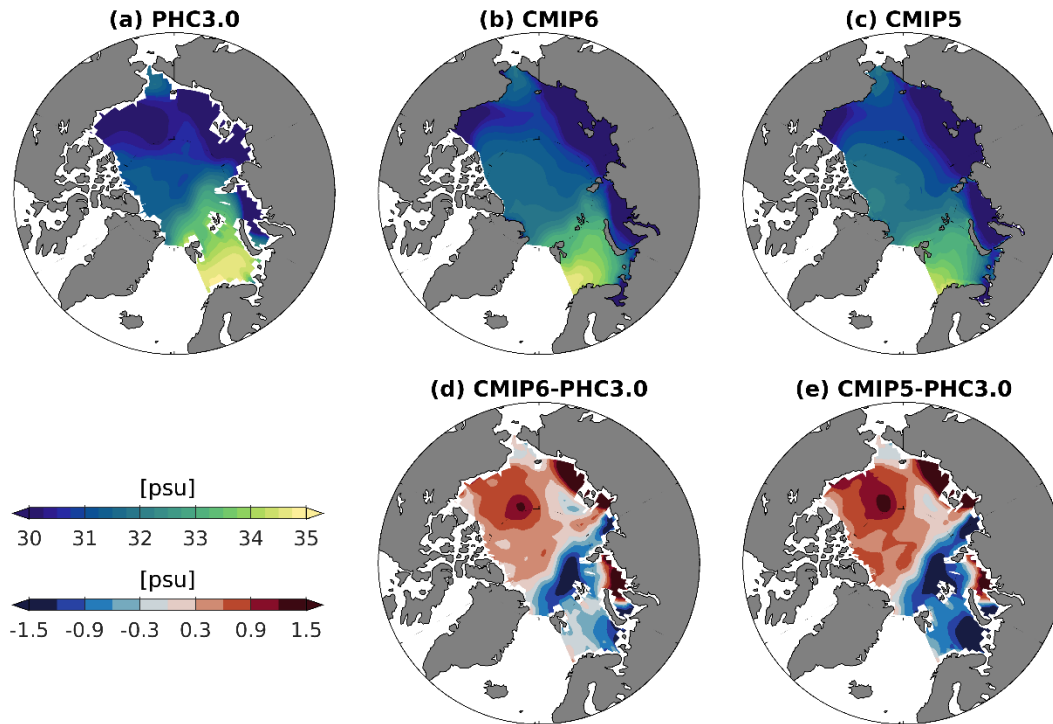 (a) PHC3.0
(b) CMIP6
(c) CMIP5
(d) CMIP6-PHC3.0
(e) CMIP5-PHC3.0
[psu]
30 31 32 33 34 35
[psu]
-1.5 -0.9 -0.3 0.3 0.9 1.5